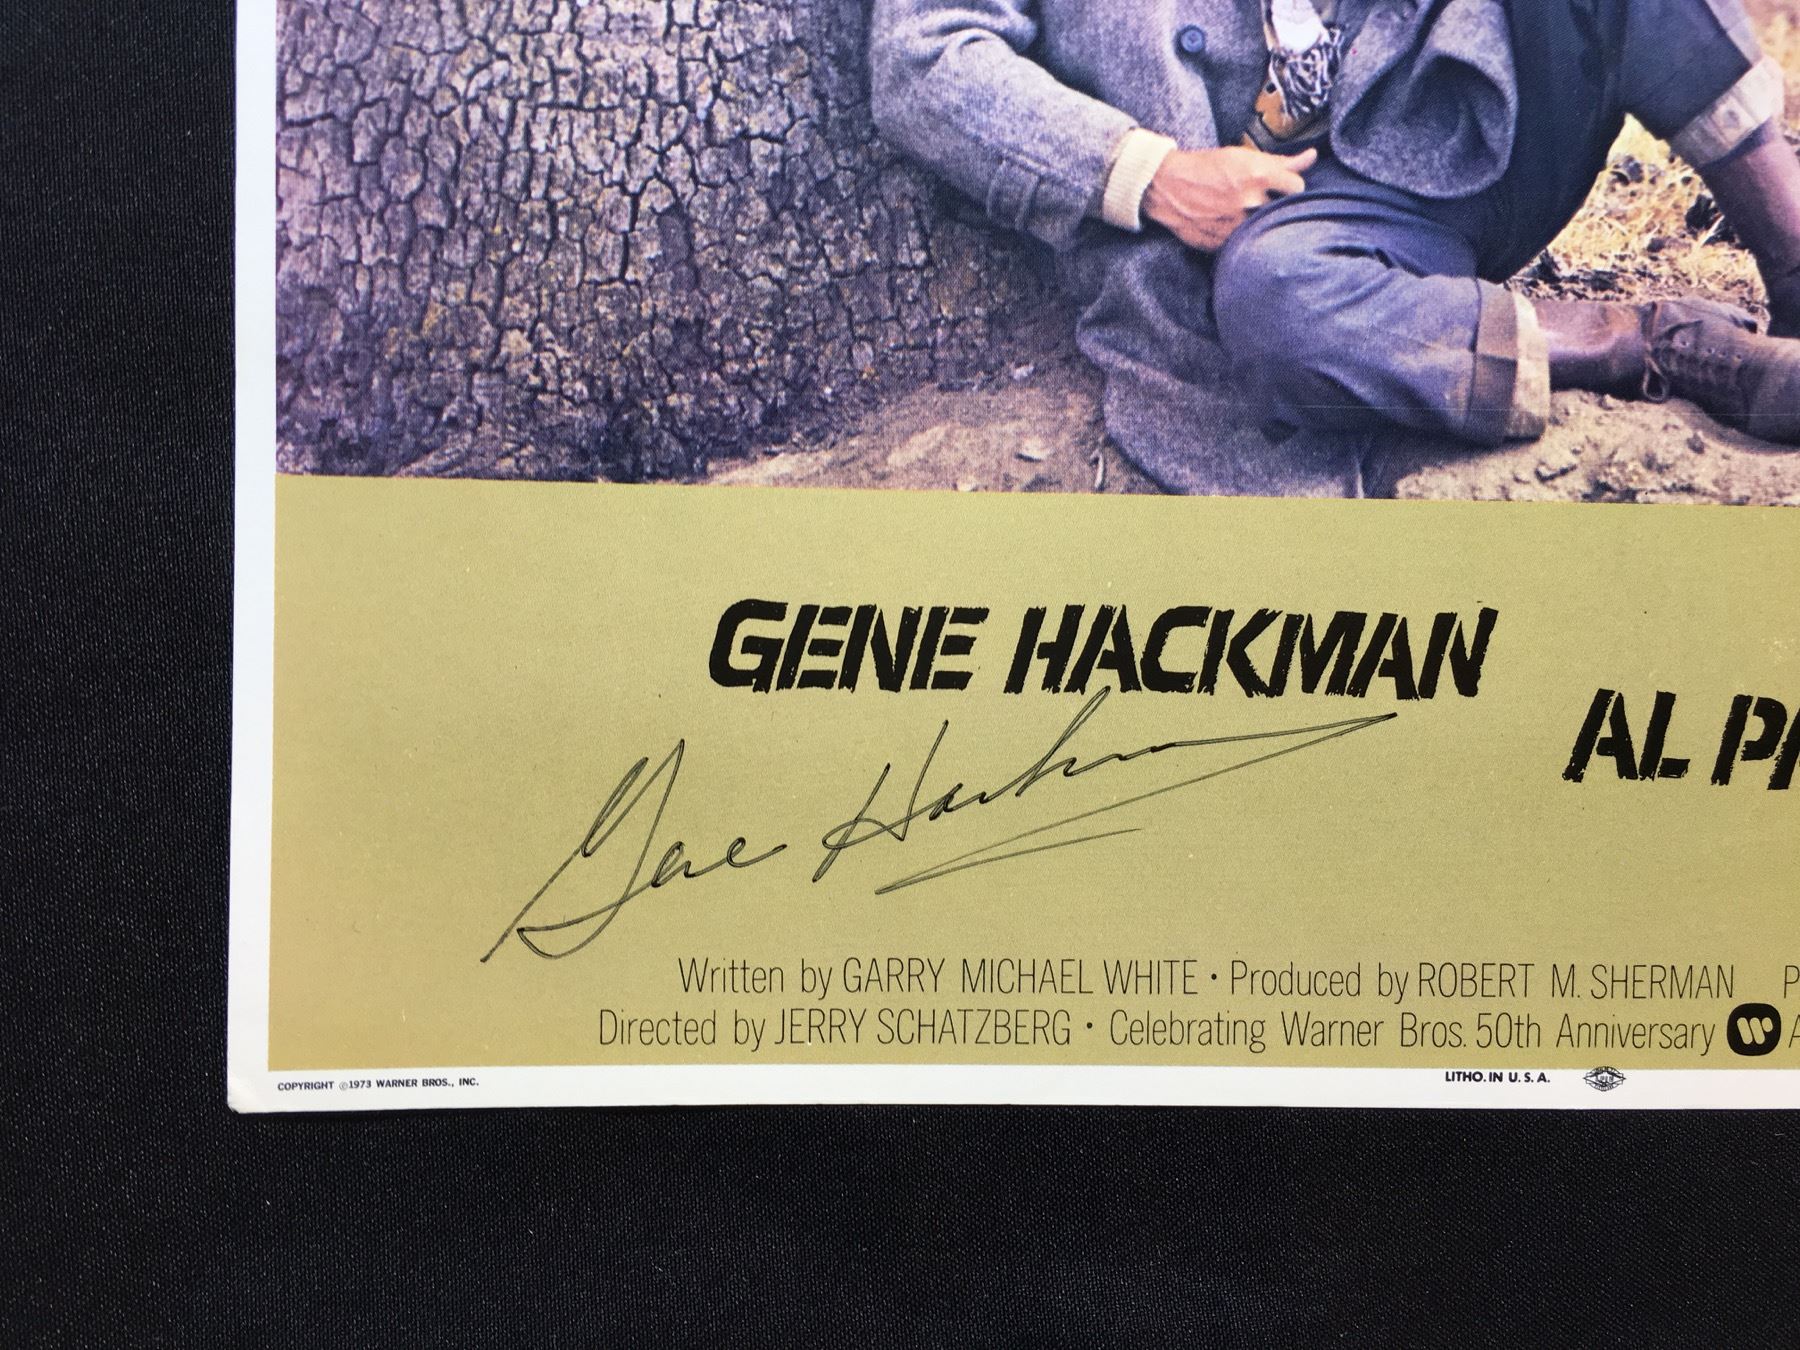 GENE HACKMAN
AL PA
Gene Hackman
Written by GARRY MICHAEL WHITE · Produced by ROBERT M. SHERMAN P
Directed by JERRY SCHATZBERG · Celebrating Warner Bros. 50th Anniversary A
COPYRIGHT ©1973 WARNER BROS., INC.
LITHO. IN U. S. A.